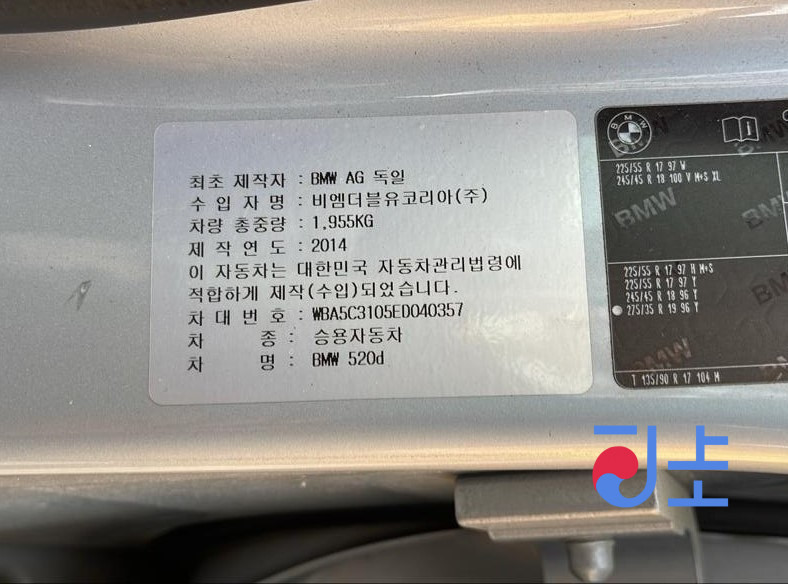 최초 제작자 : BMW AG 독일
수 입 자 명 : 비엠더블유코리아(주)
차량 총중량 : 1,955KG
제 작 연 도 : 2014
이 자동차는 대한민국 자동차관리법령에
적합하게 제작(수입)되었습니다.
차 대 번 호 : WBA5C3105ED040357
차 종 : 승용자동차
차 명 : BMW 520d
BMW
225/55 R 17 97 W
245/45 R 18 100 V M+S XL
BMW
225/55 R 17 97 H M+S
225/55 R 17 97 Y
245/45 R 18 96 Y
275/35 R 19 96 Y
BMW
T 135/90 R 17 104 M